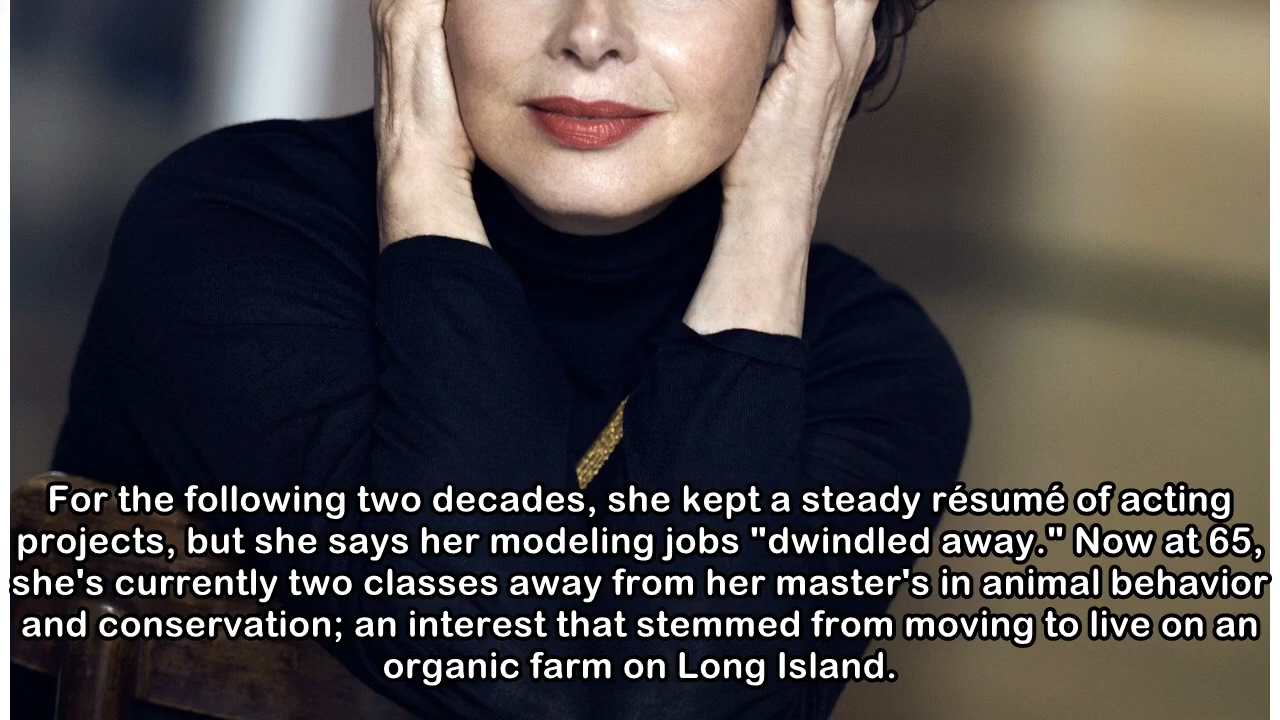 For the following two decades, she kept a steady résumé of acting
projects, but she says her modeling jobs "dwindled away." Now at 65,
she's currently two classes away from her master's in animal behavior
and conservation; an interest that stemmed from moving to live on an
organic farm on Long Island.